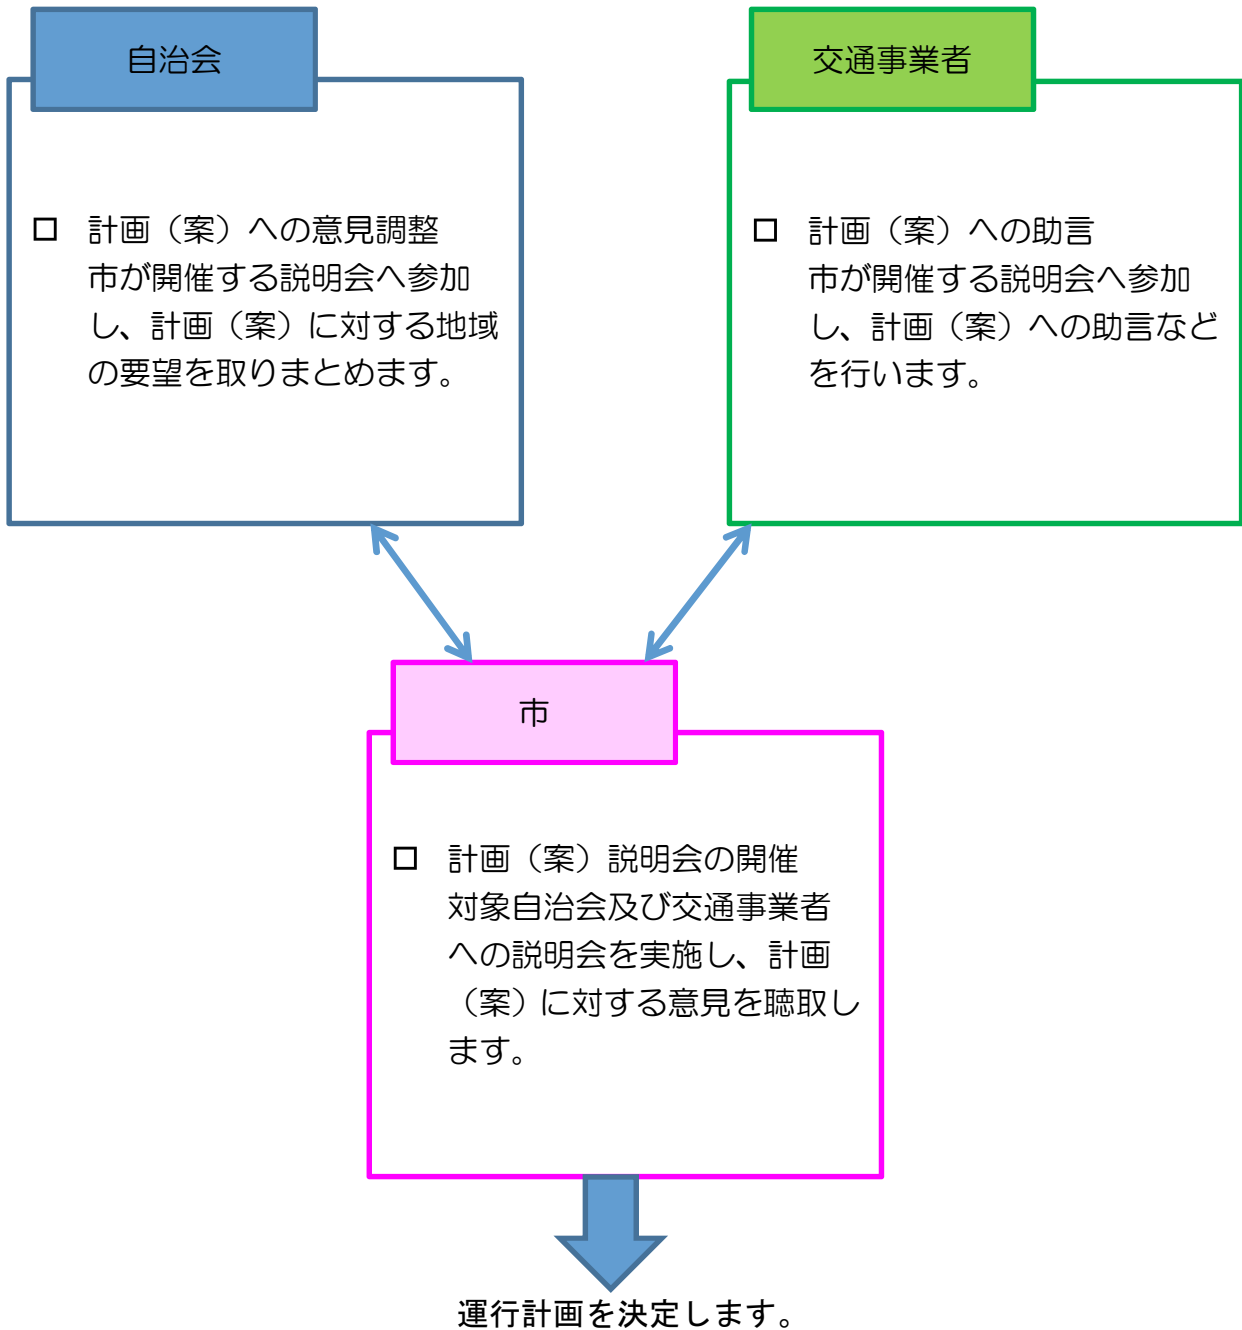 自治会
□ 計画（案）への意見調整
市が開催する説明会へ参加
し、計画（案）に対する地域
の要望を取りまとめます。
交通事業者
□ 計画（案）への助言
市が開催する説明会へ参加
し、計画（案）への助言など
を行います。
市
□ 計画（案）説明会の開催
対象自治会及び交通事業者
への説明会を実施し、計画
（案）に対する意見を聴取し
ます。
運行計画を決定します。